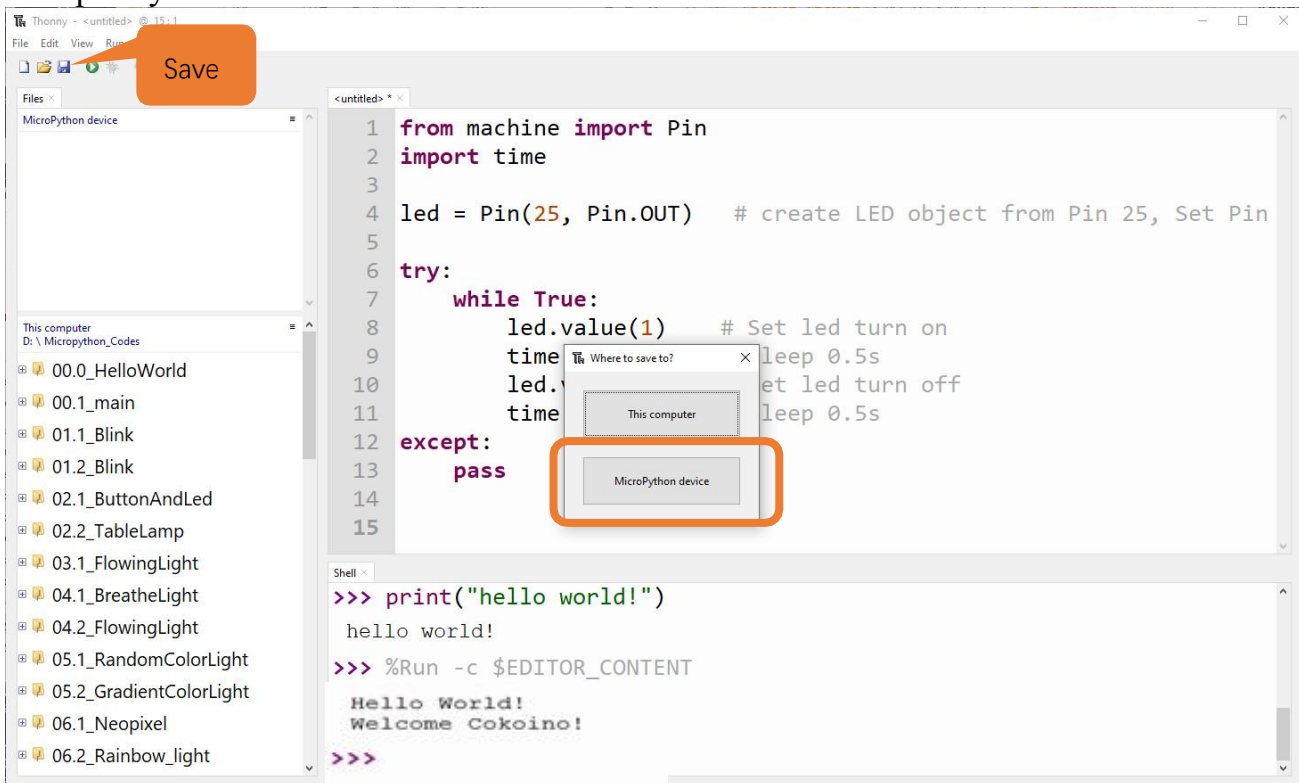 Thonny - <untitled> @ 15:1
File Edit View Run
Save
Files
MicroPython device
This computer
D: \ Micropython_Codes
00.0_HelloWorld
00.1_main
01.1_Blink
01.2_Blink
02.1_ButtonAndLed
02.2_TableLamp
03.1_FlowingLight
04.1_BreatheLight
04.2_FlowingLight
05.1_RandomColorLight
05.2_GradientColorLight
06.1_Neopixel
06.2_Rainbow_light
<untitled> *
1 from machine import Pin
2 import time
3
4 led = Pin(25, Pin.OUT) # create LED object from Pin 25, Set Pin
5
6 try:
7 while True:
8 led.value(1) # Set led turn on
9 time leep 0.5s
10 led. et led turn off
11 time leep 0.5s
12 except:
13 pass
14
15
Where to save to?
This computer
MicroPython device
Shell
>>> print("hello world!")
hello world!
>>> %Run -c $EDITOR_CONTENT
Hello World!
Welcome Cokoino!
>>>